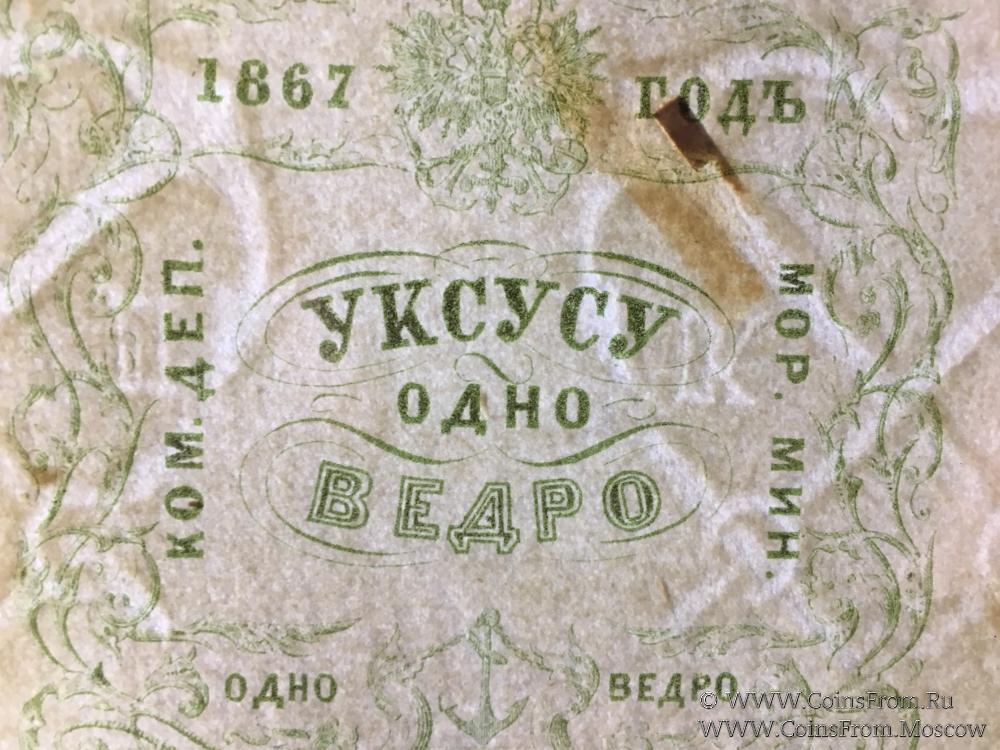 1867 ГОДЪ
КОМ. ДЕП.
УКСУСУ
ОДНО
ВЕДРО
МОР. МИН.
ОДНО ВЕДРО
© WWW.COINSFROM.RU
WWW.COINSFROM.MOSCOW